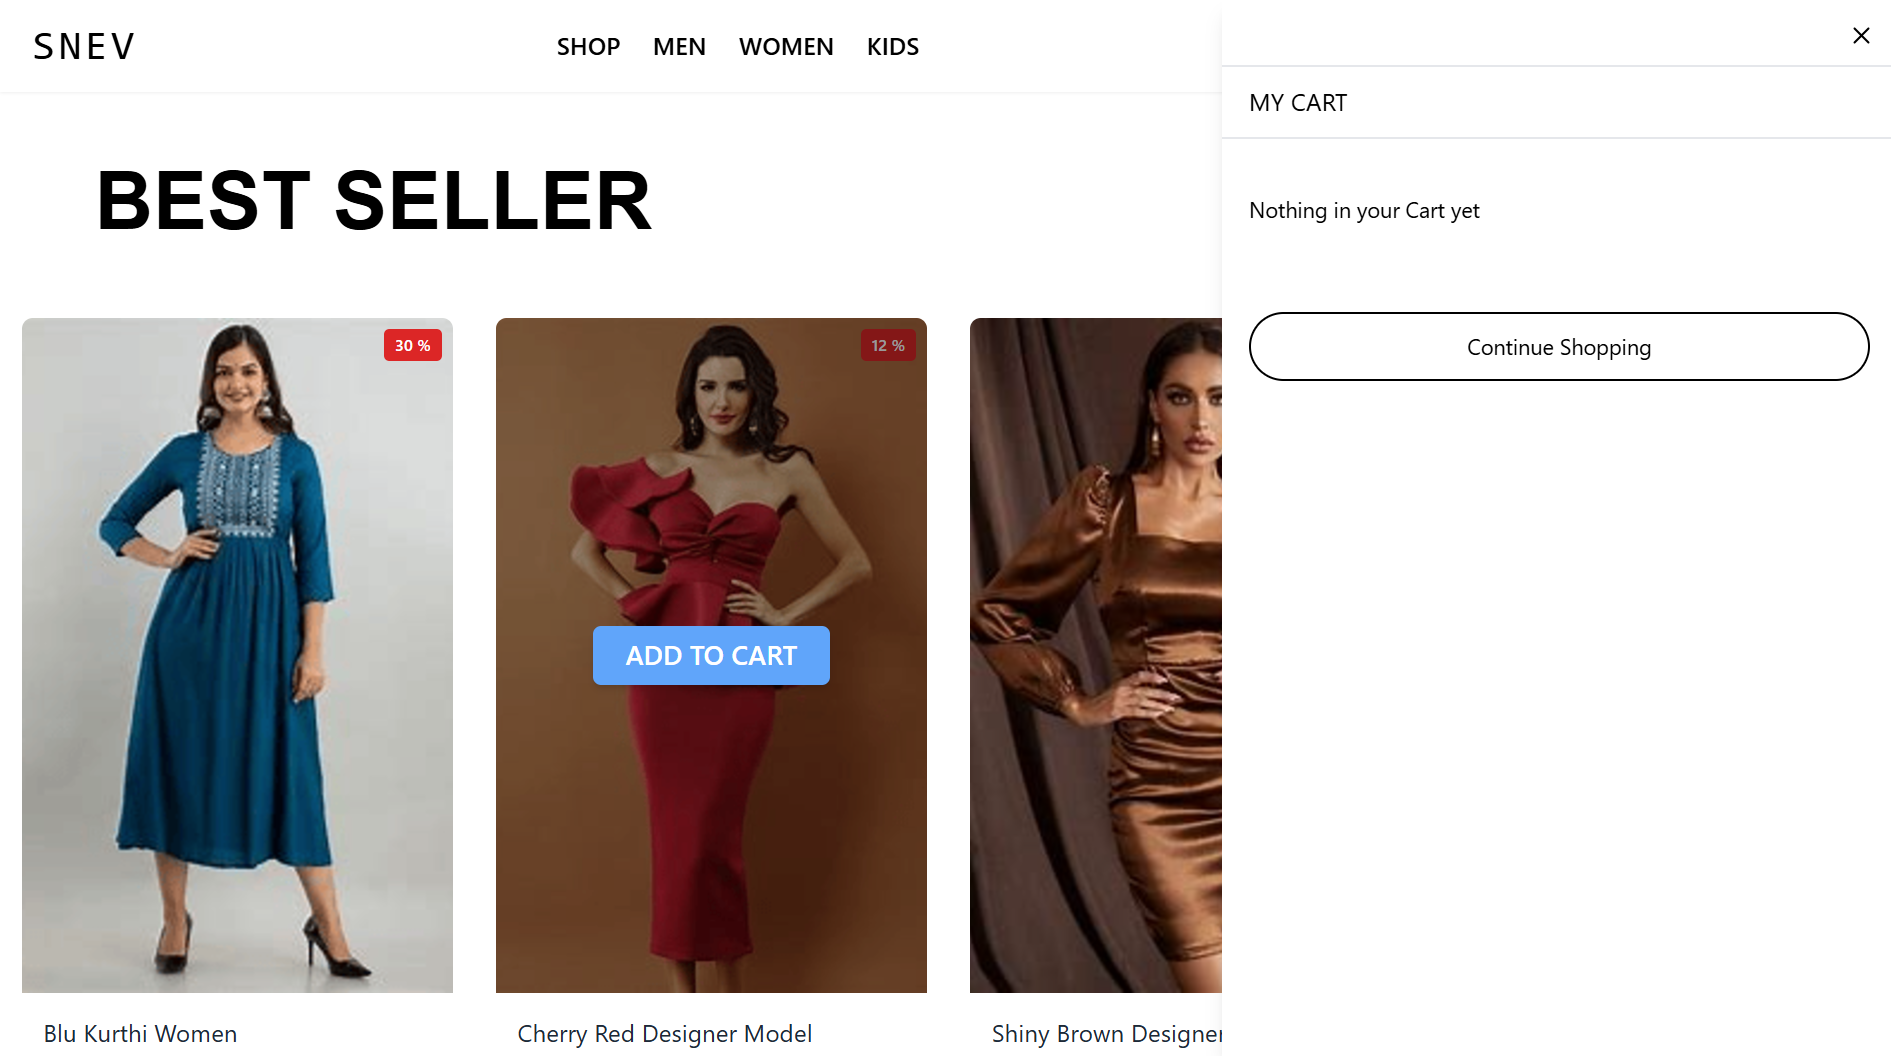 SNEV
SHOP MEN WOMEN KIDS
BEST SELLER
30 %
12 %
ADD TO CART
Blu Kurthi Women
Cherry Red Designer Model
Shiny Brown Designer
MY CART
Nothing in your Cart yet
Continue Shopping